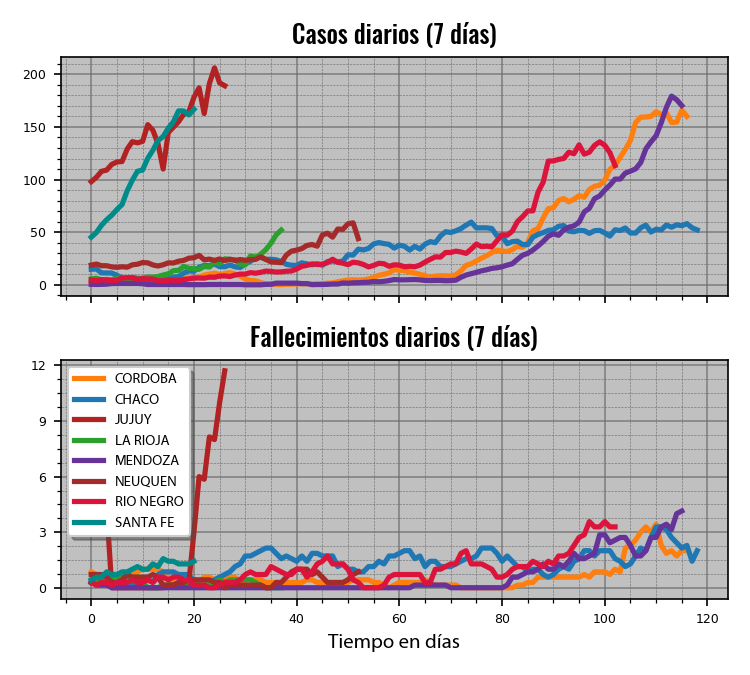 Casos diarios (7 días)
200
150
100
50
0
Fallecimientos diarios (7 días)
12
9
6
3
0
CORDOBA
CHACO
JUJUY
LA RIOJA
MENDOZA
NEUQUEN
RIO NEGRO
SANTA FE
0 20 40 60 80 100 120
Tiempo en días